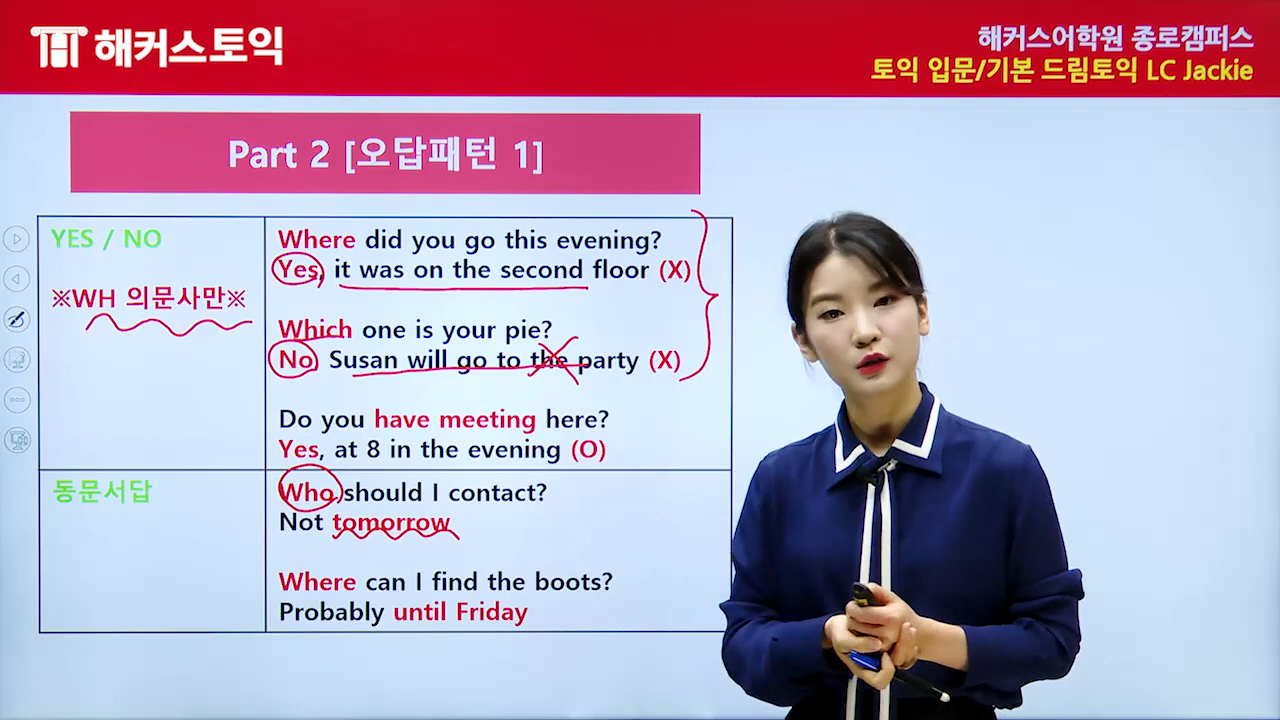 해커스토익
해커스어학원 종로캠퍼스
토익 입문/기본 드림토익 LC Jackie
Part 2 [오답패턴 1]
YES / NO
※WH 의문사만※
Where did you go this evening?
Yes, it was on the second floor (X)
Which one is your pie?
No, Susan will go to the party (X)
Do you have meeting here?
Yes, at 8 in the evening (O)
동문서답
Who should I contact?
Not tomorrow
Where can I find the boots?
Probably until Friday